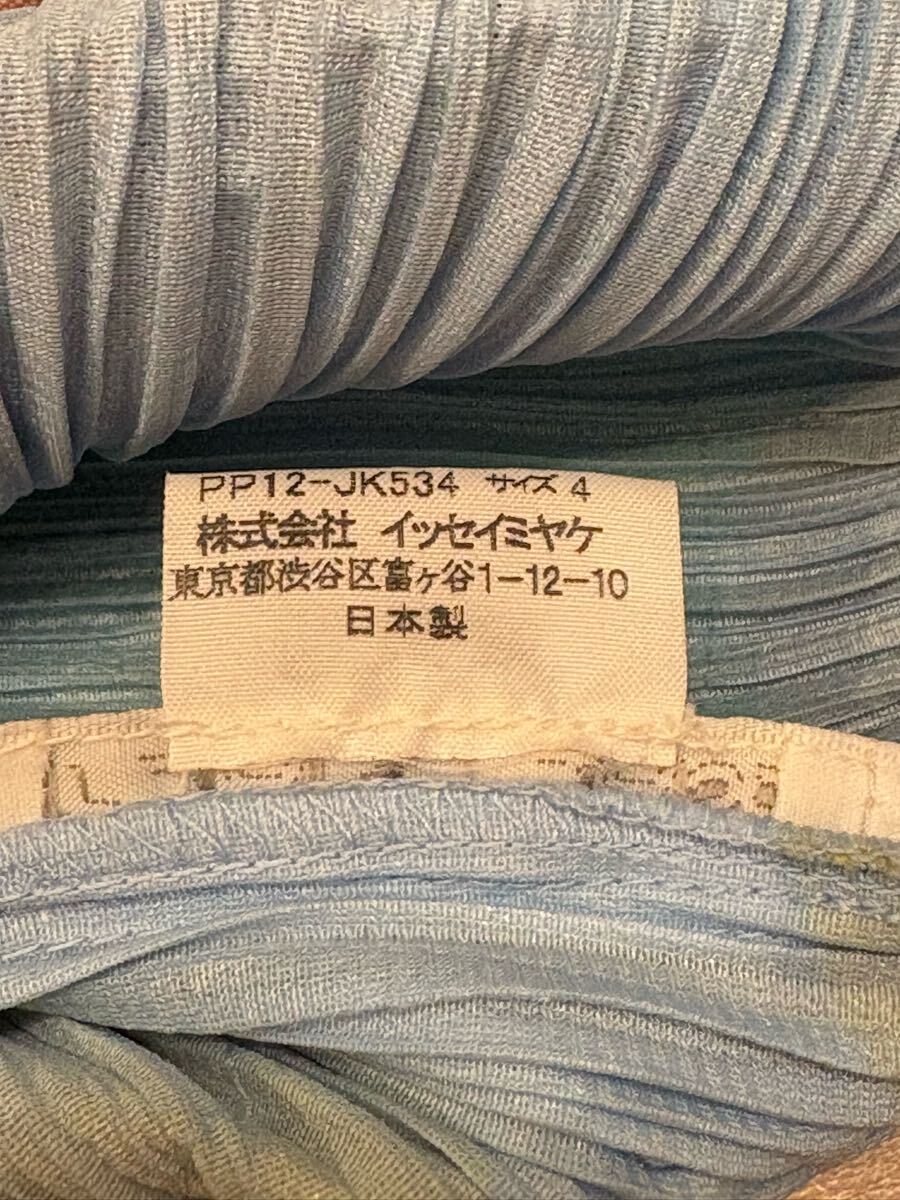 PP12-JK534 サイズ 4
株式会社 イッセイミヤケ
東京都渋谷区富ヶ谷1-12-10
日本製